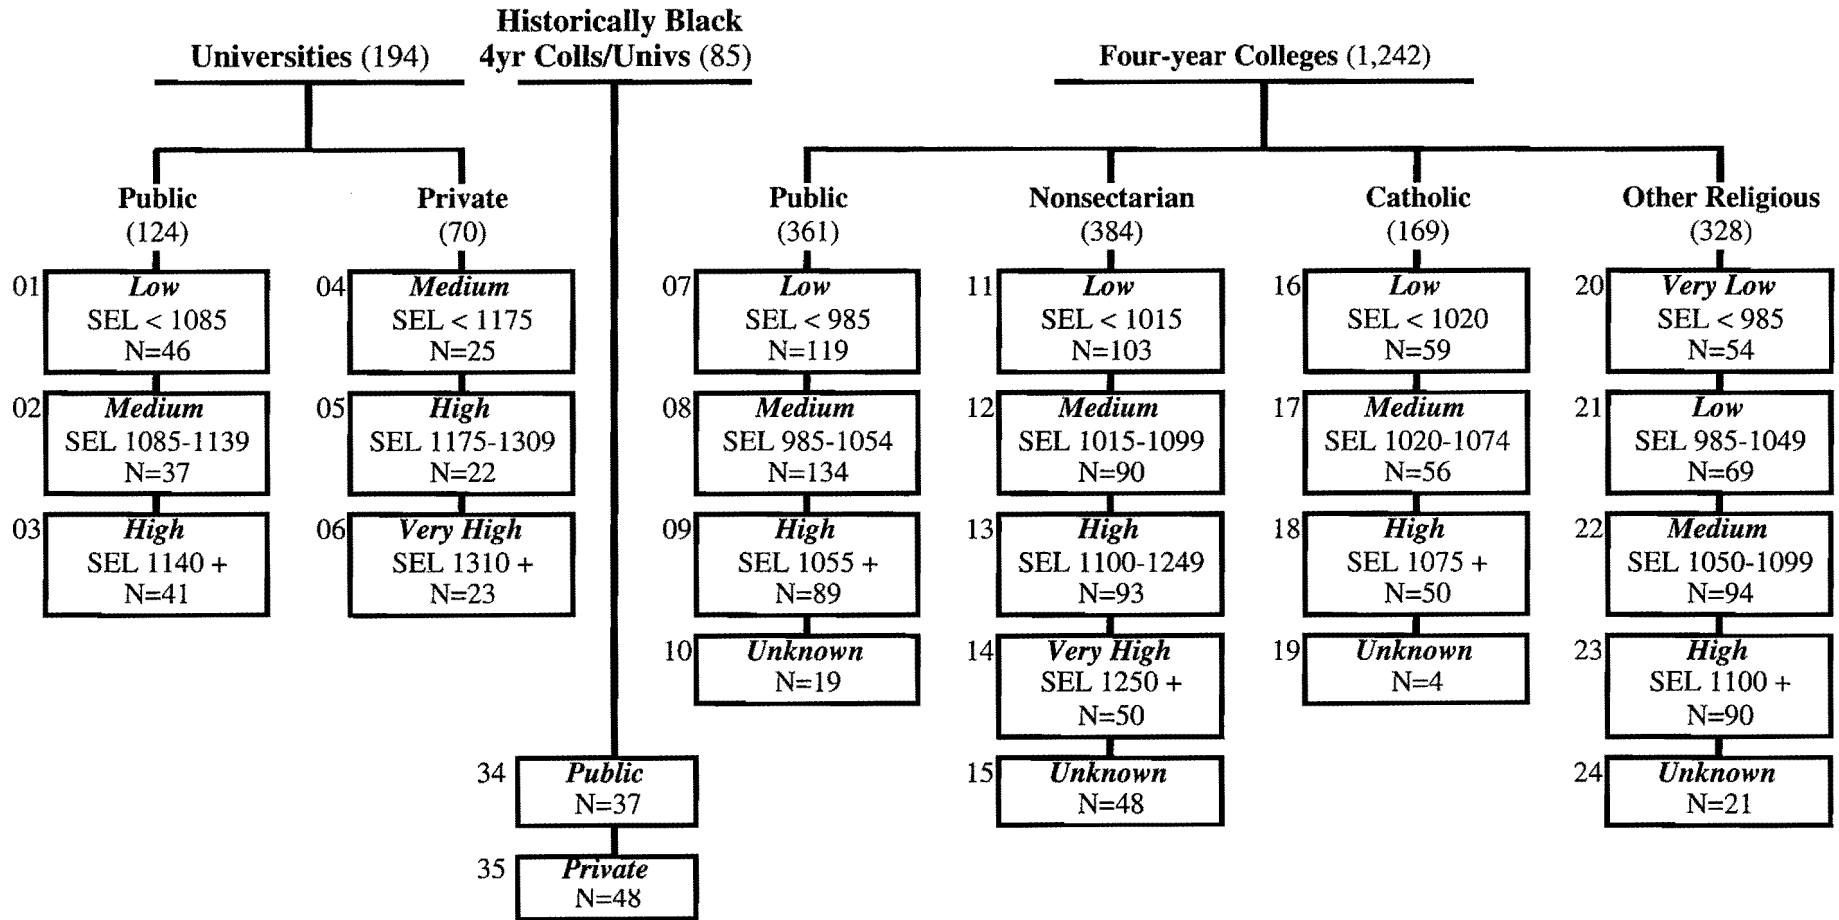 Historically Black
Universities (194)
4yr Colls/Univs (85)
Four-year Colleges (1,242)
Public
(124)
01
Low
SEL < 1085
N=46
02
Medium
SEL 1085-1139
N=37
03
High
SEL 1140 +
N=41
Private
(70)
04
Medium
SEL < 1175
N=25
05
High
SEL 1175-1309
N=22
06
Very High
SEL 1310 +
N=23
34
Public
N=37
35
Private
N=48
Public
(361)
07
Low
SEL < 985
N=119
08
Medium
SEL 985-1054
N=134
09
High
SEL 1055 +
N=89
10
Unknown
N=19
Nonsectarian
(384)
11
Low
SEL < 1015
N=103
12
Medium
SEL 1015-1099
N=90
13
High
SEL 1100-1249
N=93
14
Very High
SEL 1250 +
N=50
15
Unknown
N=48
Catholic
(169)
16
Low
SEL < 1020
N=59
17
Medium
SEL 1020-1074
N=56
18
High
SEL 1075 +
N=50
19
Unknown
N=4
Other Religious
(328)
20
Very Low
SEL < 985
N=54
21
Low
SEL 985-1049
N=69
22
Medium
SEL 1050-1099
N=94
23
High
SEL 1100 +
N=90
24
Unknown
N=21